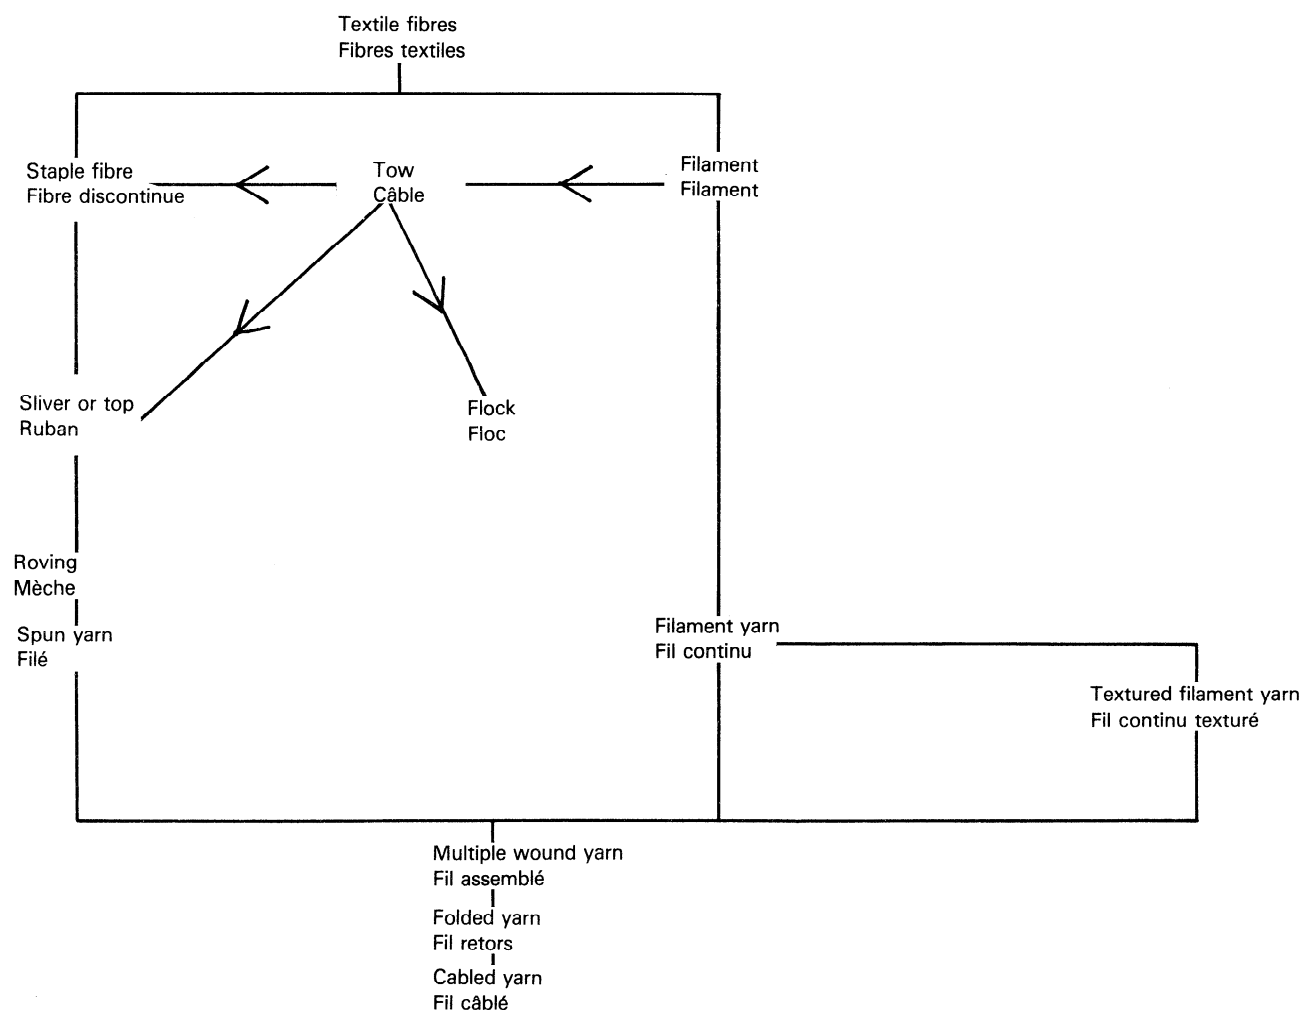 Textile fibres
Fibres textiles
Staple fibre
Fibre discontinue
Tow
Câble
Filament
Filament
Sliver or top
Ruban
Flock
Floc
Roving
Mèche
Spun yarn
Filé
Filament yarn
Fil continu
Textured filament yarn
Fil continu texturé
Multiple wound yarn
Fil assemblé
Folded yarn
Fil retors
Cabled yarn
Fil câblé